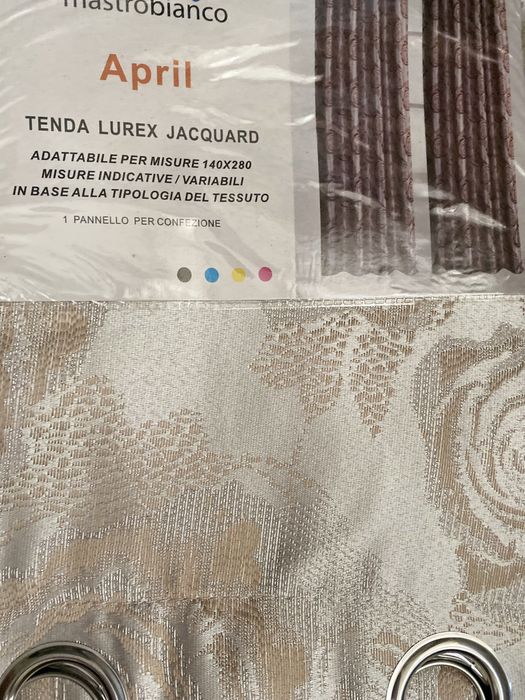 mastrobianco
April
TENDA LUREX JACQUARD
ADATTABILE PER MISURE 140X280
MISURE INDICATIVE / VARIABILI
IN BASE ALLA TIPOLOGIA DEL TESSUTO
1 PANNELLO PER CONFEZIONE